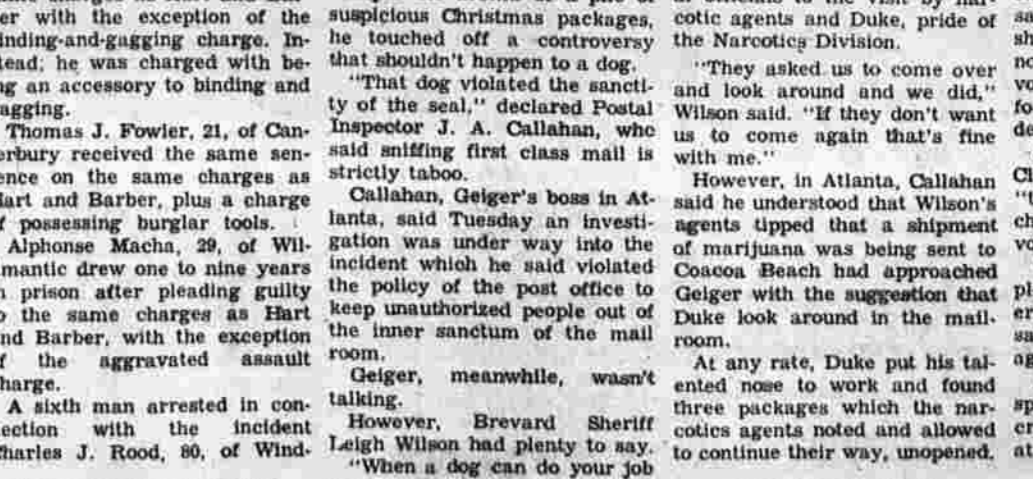 er with the exception of the
inding-and-gagging charge. In-
tead; he was charged with be-
ng an accessory to binding and
agging.
Thomas J. Fowler, 21, of Can-
erbury received the same sen-
ence on the same charges as
Hart and Barber, plus a charge
f possessing burglar tools.
Alphonse Macha, 29, of Wil-
mantic drew one to nine years
n prison after pleading guilty
o the same charges as Hart
nd Barber, with the exception
f the aggravated assault
harge.
A sixth man arrested in con-
ection with the incident
Charles J. Rood, 80, of Wind-
suspicious Christmas packages,
he touched off a controversy
that shouldn't happen to a dog.
"That dog violated the sancti-
ty of the seal," declared Postal
Inspector J. A. Callahan, who
said sniffing first class mail is
strictly taboo.
Callahan, Geiger's boss in At-
lanta, said Tuesday an investi-
gation was under way into the
incident which he said violated
the policy of the post office to
keep unauthorized people out of
the inner sanctum of the mail
room.
Geiger, meanwhile, wasn't
talking.
However, Brevard Sheriff
Leigh Wilson had plenty to say.
"When a dog can do your job
cotic agents and Duke, pride of
the Narcotics Division.
"They asked us to come over
and look around and we did,"
Wilson said. "If they don't want
us to come again that's fine
with me."
However, in Atlanta, Callahan
said he understood that Wilson's
agents tipped that a shipment
of marijuana was being sent to
Coacoa Beach had approached
Geiger with the suggestion that
Duke look around in the mail-
room.
At any rate, Duke put his tal-
ented nose to work and found
three packages which the nar-
cotics agents noted and allowed
to continue their way, unopened.